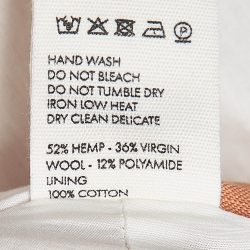 HAND WASH
DO NOT BLEACH
DO NOT TUMBLE DRY
IRON LOW HEAT
DRY CLEAN DELICATE
52% HEMP - 36% VIRGIN
WOOL - 12% POLYAMIDE
LINING
100% COTTON